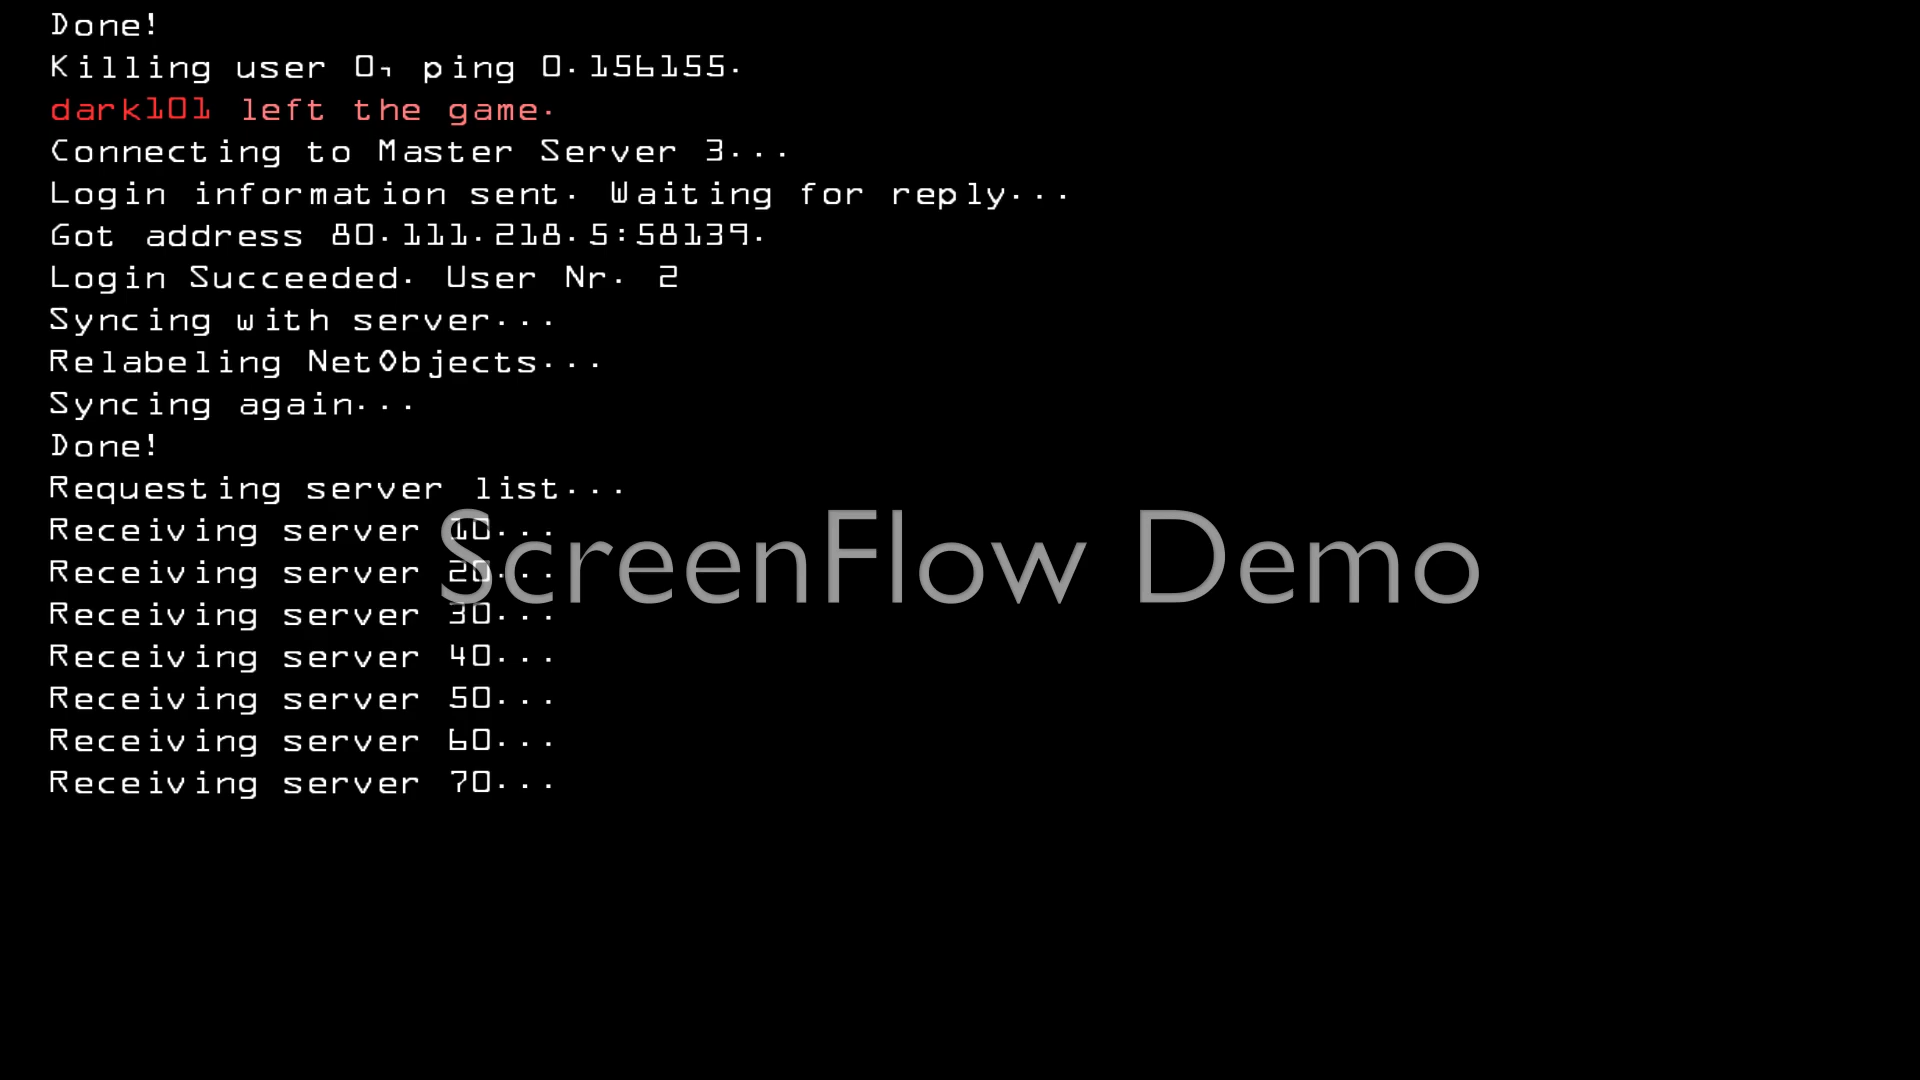 Done!
Killing user 0, ping 0.156155.
dark101 left the game.
Connecting to Master Server 3...
Login information sent. Waiting for reply...
Got address 80.111.218.5:58139.
Login Succeeded. User Nr. 2
Syncing with server...
Relabeling NetObjects...
Syncing again...
Done!
Requesting server list...
Receiving server 10...
Receiving server 20...
Receiving server 30...
Receiving server 40...
Receiving server 50...
Receiving server 60...
Receiving server 70...
ScreenFlow Demo